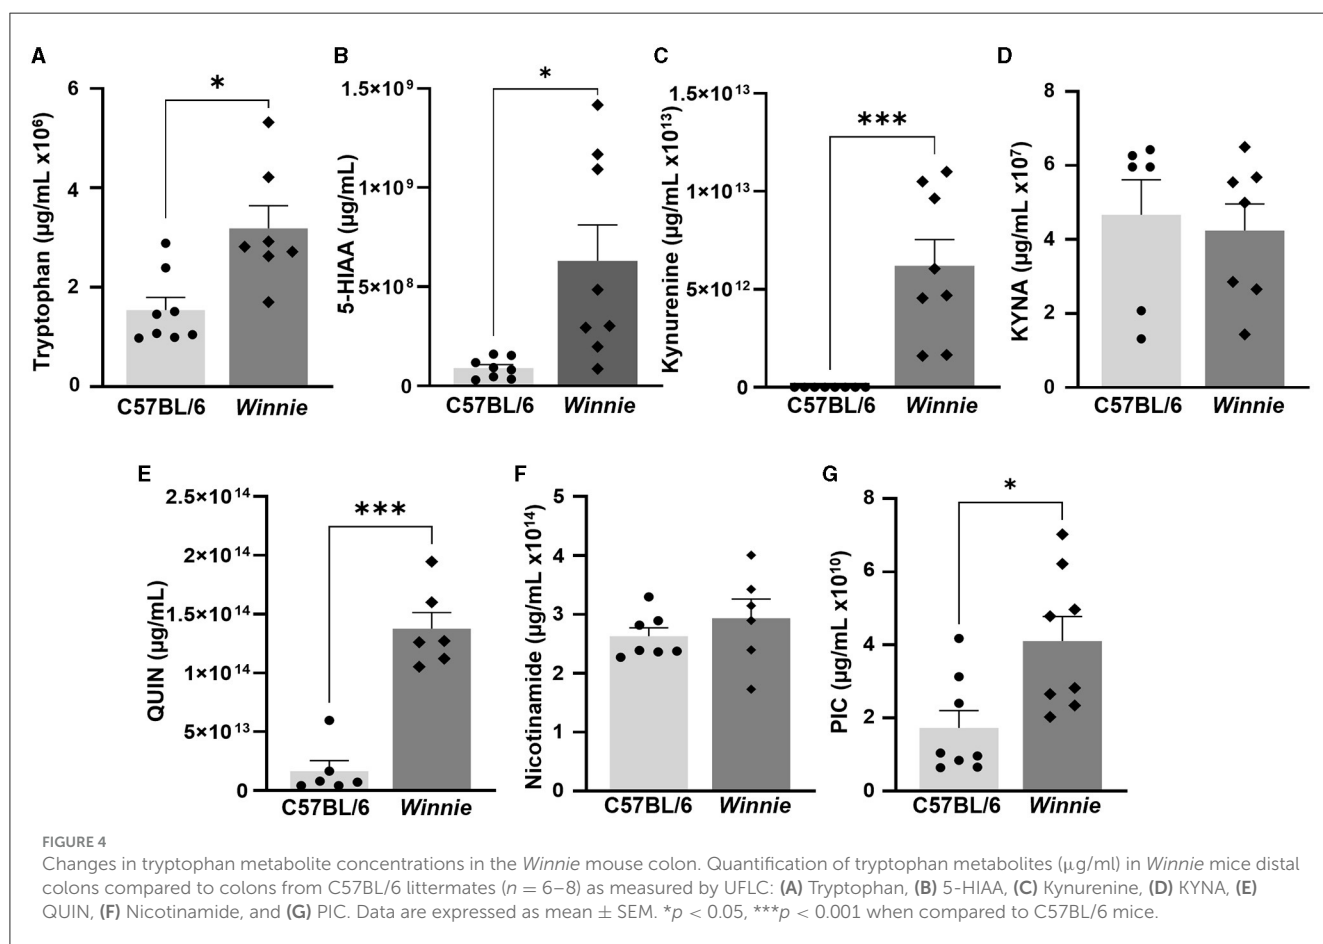 A
Tryptophan (µg/mL x10⁶)
6
4
2
0
*
C57BL/6
Winnie
B
5-HIAA (µg/mL)
1.5×10⁹
1×10⁹
5×10⁸
0
*
C57BL/6
Winnie
C
Kynurenine (µg/mL x10¹³)
1.5×10¹³
1×10¹³
5×10¹²
0
***
C57BL/6
Winnie
D
KYNA (µg/mL x10⁷)
8
6
4
2
0
C57BL/6
Winnie
E
QUIN (µg/mL)
2.5×10¹⁴
2×10¹⁴
1.5×10¹⁴
1×10¹⁴
5×10¹³
0
***
C57BL/6
Winnie
F
Nicotinamide (µg/mL x10¹⁴)
5
4
3
2
1
0
C57BL/6
Winnie
G
PIC (µg/mL x10¹⁰)
8
6
4
2
0
*
C57BL/6
Winnie
FIGURE 4
Changes in tryptophan metabolite concentrations in the Winnie mouse colon. Quantification of tryptophan metabolites (µg/ml) in Winnie mice distal
colons compared to colons from C57BL/6 littermates (n = 6–8) as measured by UFLC: (A) Tryptophan, (B) 5-HIAA, (C) Kynurenine, (D) KYNA, (E)
QUIN, (F) Nicotinamide, and (G) PIC. Data are expressed as mean ± SEM. *p < 0.05, ***p < 0.001 when compared to C57BL/6 mice.